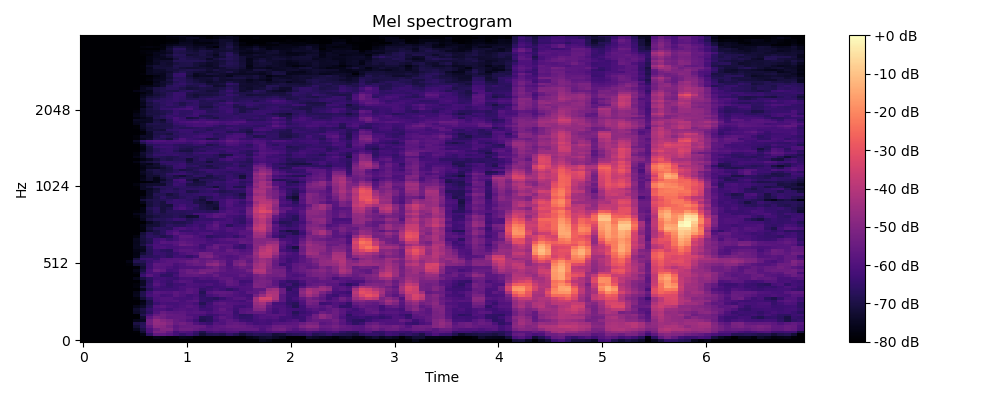 Mel spectrogram
Hz
2048
1024
512
0
0 1 2 3 4 5 6
Time
+0 dB
-10 dB
-20 dB
-30 dB
-40 dB
-50 dB
-60 dB
-70 dB
-80 dB